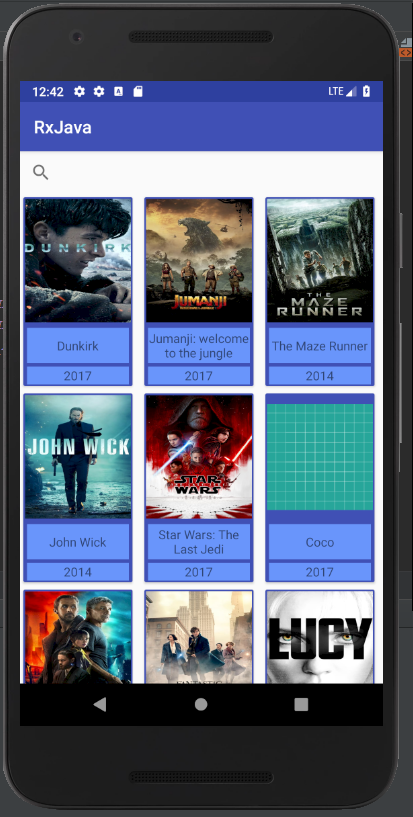 12:42 A LTE
RxJava
DUNKIRK
JUMANJI
THE
MAZE
RUNNER
Dunkirk
Jumanji: welcome
to the jungle
The Maze Runner
2017
2017
2014
JOHN WICK
STAR
WARS
John Wick
Star Wars: The
Last Jedi
Coco
2014
2017
2017
FANTASTIC
LUCY